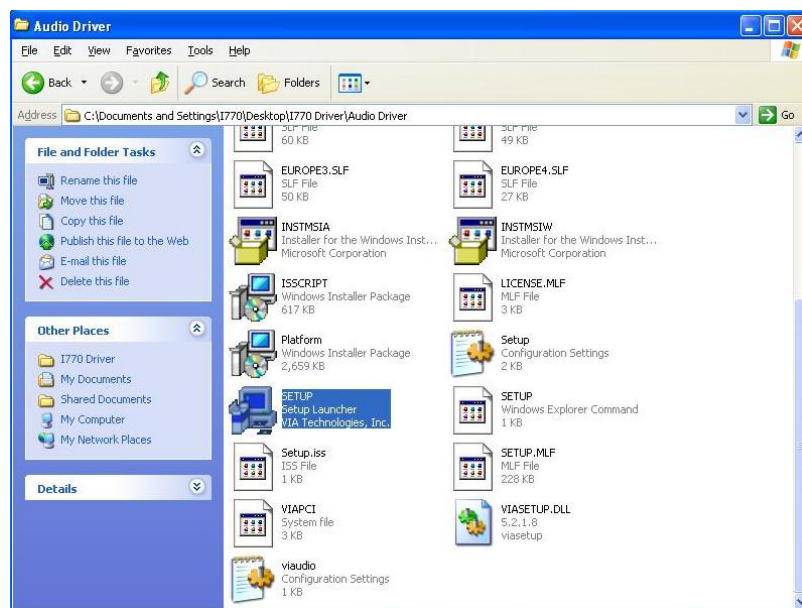 Audio Driver
File Edit View Favorites Tools Help
Back Search Folders
Address C:\Documents and Settings\I770\Desktop\I770 Driver\Audio Driver Go
File and Folder Tasks
Rename this file
Move this file
Copy this file
Publish this file to the Web
E-mail this file
Delete this file
Other Places
I770 Driver
My Documents
Shared Documents
My Computer
My Network Places
Details
SLF File
60 KB
SLF File
49 KB
EUROPE3.SLF
SLF File
50 KB
EUROPE4.SLF
SLF File
27 KB
INSTMSIA
Installer for the Windows Inst...
Microsoft Corporation
INSTMSIW
Installer for the Windows Inst...
Microsoft Corporation
ISSCRIPT
Windows Installer Package
617 KB
LICENSE.MLF
MLF File
3 KB
Platform
Windows Installer Package
2,659 KB
Setup
Configuration Settings
2 KB
SETUP
Setup Launcher
VIA Technologies, Inc.
SETUP
Windows Explorer Command
1 KB
Setup.iss
ISS File
1 KB
SETUP.MLF
MLF File
228 KB
VIAPCI
System file
3 KB
VIASETUP.DLL
5.2.1.8
viasetup
viaudio
Configuration Settings
1 KB